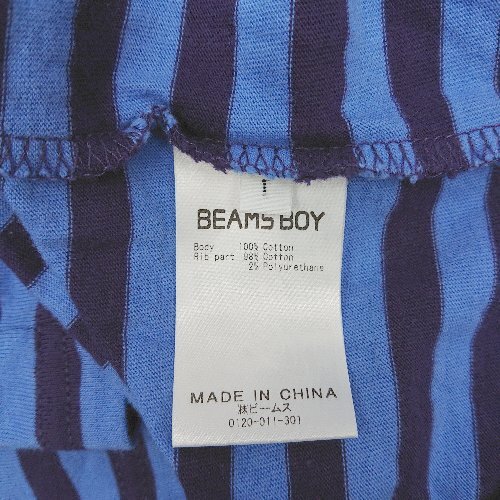 BEAMS BOY
Body 100% Cotton
Rib part 98% Cotton
2% Polyurethane
MADE IN CHINA
㈱ビームス
0120-011-301